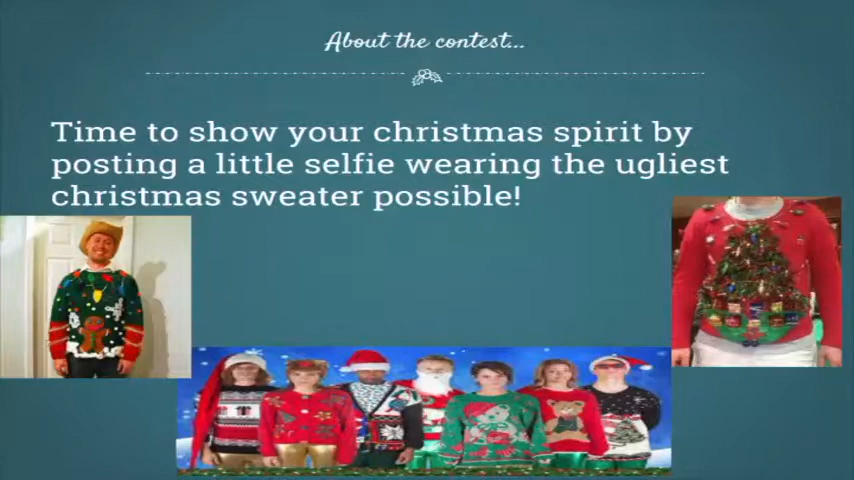 About the contest...
Time to show your christmas spirit by
posting a little selfie wearing the ugliest
christmas sweater possible!